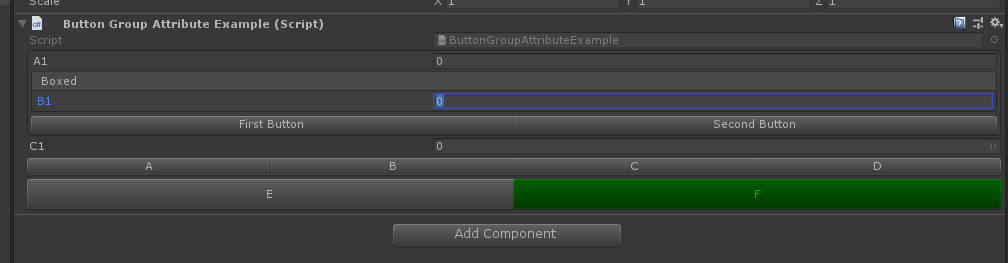 Scale X 1 Y 1 Z 1
Button Group Attribute Example (Script)
Script ButtonGroupAttributeExample
A1 0
Boxed
B1 0
First Button Second Button
C1 0
A B C D
E F
Add Component